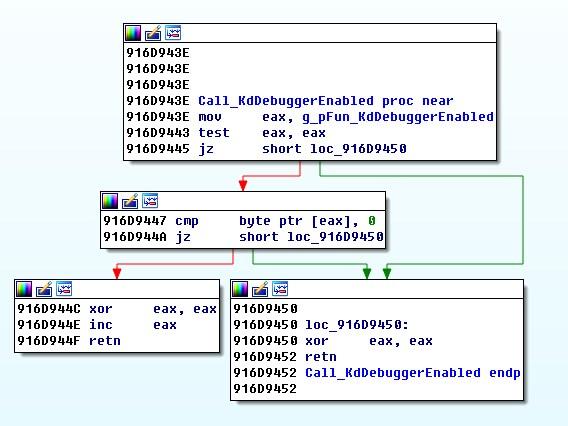 916D943E
916D943E
916D943E
916D943E Call_KdDebuggerEnabled proc near
916D943E mov eax, g_pFun_KdDebuggerEnabled
916D9443 test eax, eax
916D9445 jz short loc_916D9450
916D9447 cmp byte ptr [eax], 0
916D944A jz short loc_916D9450
916D944C xor eax, eax
916D944E inc eax
916D944F retn
916D9450
916D9450 loc_916D9450:
916D9450 xor eax, eax
916D9452 retn
916D9452 Call_KdDebuggerEnabled endp
916D9452